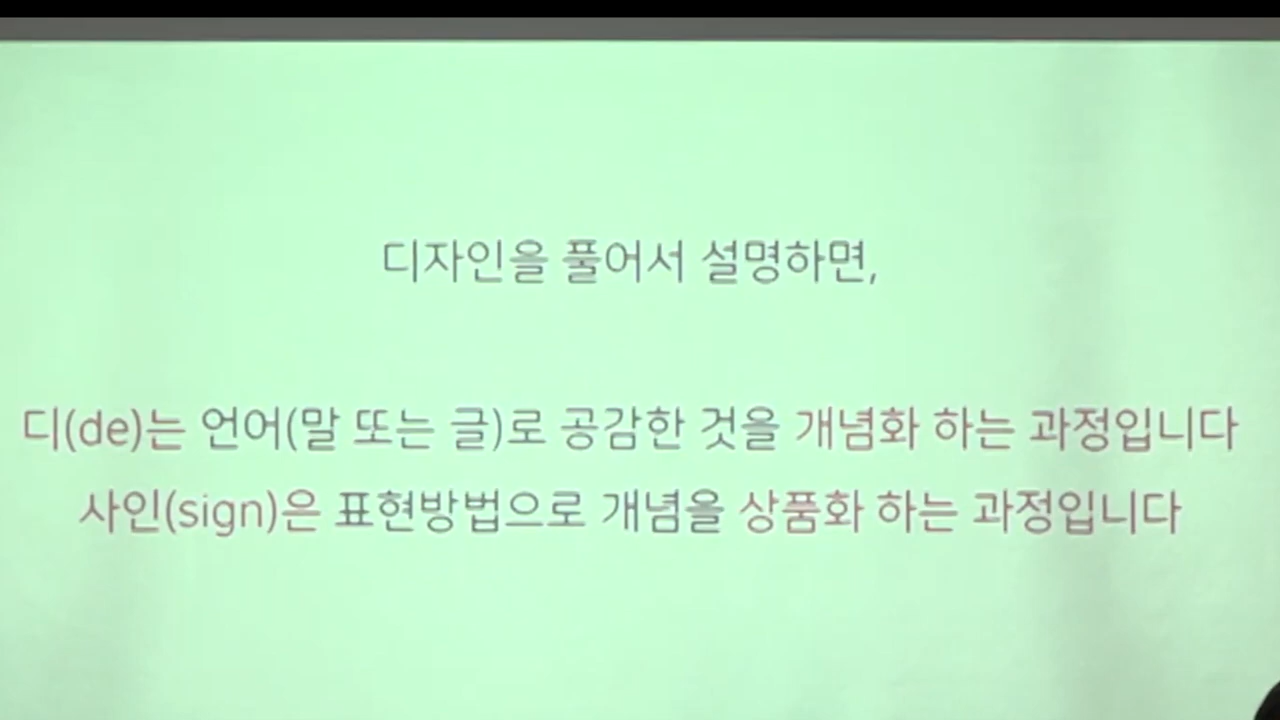 디자인을 풀어서 설명하면,
디(de)는 언어(말 또는 글)로 공감한 것을 개념화 하는 과정입니다
사인(sign)은 표현방법으로 개념을 상품화 하는 과정입니다